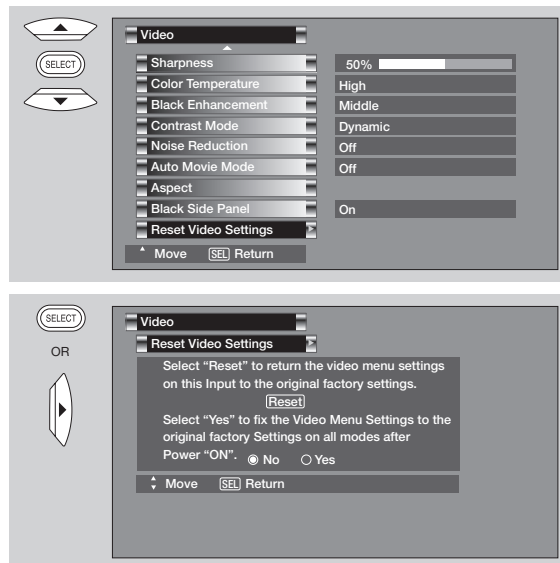 SELECT
Video
Sharpness 50%
Color Temperature High
Black Enhancement Middle
Contrast Mode Dynamic
Noise Reduction Off
Auto Movie Mode Off
Aspect
Black Side Panel On
Reset Video Settings
Move SEL Return
SELECT
OR
Video
Reset Video Settings
Select “Reset” to return the video menu settings
on this Input to the original factory settings.
Reset
Select “Yes” to fix the Video Menu Settings to the
original factory Settings on all modes after
Power “ON”. No Yes
Move SEL Return